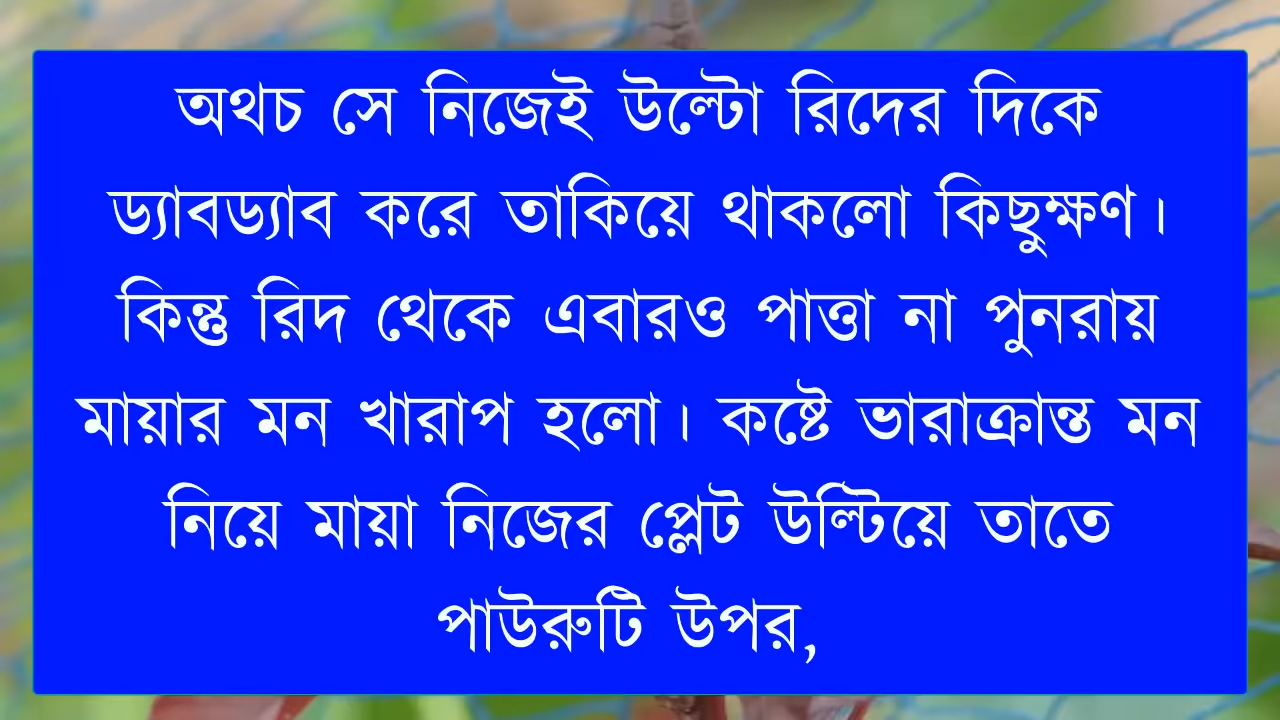 অথচ সে নিজেই উল্টো রিদের দিকে
ড্যাবড্যাব করে তাকিয়ে থাকলো কিছুক্ষণ।
কিন্তু রিদ থেকে এবারও পাত্তা না পুনরায়
মায়ার মন খারাপ হলো। কষ্টে ভারাক্রান্ত মন
নিয়ে মায়া নিজের প্লেট উল্টিয়ে তাতে
পাউরুটি উপর,